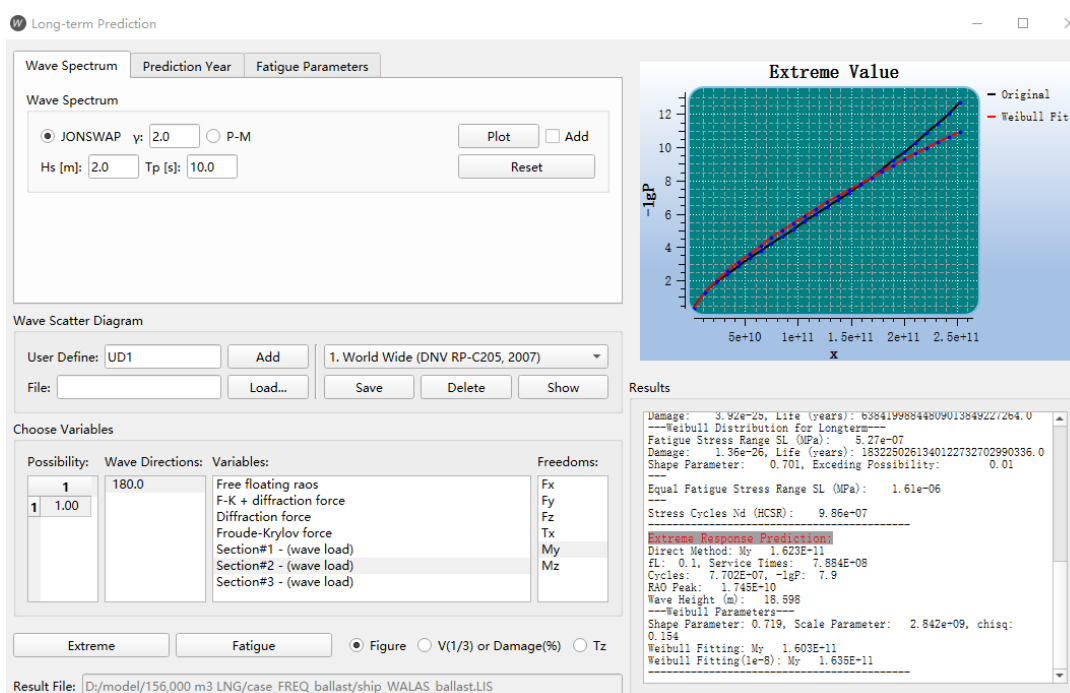 Long-term Prediction
Wave Spectrum Prediction Year Fatigue Parameters
Wave Spectrum
JONSWAP γ: 2.0 P-M Plot Add
Hs [m]: 2.0 Tp [s]: 10.0 Reset
Wave Scatter Diagram
User Define: UD1 Add 1. World Wide (DNV RP-C205, 2007)
File: Load... Save Delete Show
Choose Variables
Possibility: Wave Directions: Variables: Freedoms:
1
1 1.00
180.0
Free floating raos
F-K + diffraction force
Diffraction force
Froude-Krylov force
Section#1 - (wave load)
Section#2 - (wave load)
Section#3 - (wave load)
Fx
Fy
Fz
Tx
My
Mz
Extreme Fatigue Figure V(1/3) or Damage(%) Tz
Result File: D:/model/156,000 m3 LNG/case_FREQ_ballast/ship_WALAS_ballast.LIS
Extreme Value
Original
Weibull Fit
-lgP
12
10
8
6
4
2
5e+10 1e+11 1.5e+11 2e+11 2.5e+11
x
Results
Damage: 3.92e-25, Life (years): 63841998844809013849227264.0
---Weibull Distribution for Longterm---
Fatigue Stress Range SL (MPa): 5.27e-07
Damage: 1.36e-26, Life (years): 1832250261340122732702990336.0
Shape Parameter: 0.701, Exceding Possibility: 0.01
---
Equal Fatigue Stress Range SL (MPa): 1.61e-06
---
Stress Cycles Nd (HCSR): 9.86e+07
--------------------------------------------
Extreme Response Prediction:
Direct Method: My 1.623E+11
fL: 0.1, Service Times: 7.884E+08
Cycles: 7.702E+07, -lgP: 7.9
RAO Peak: 1.745E+10
Wave Height (m): 18.598
---Weibull Parameters---
Shape Parameter: 0.719, Scale Parameter: 2.842e+09, chisq:
0.154
Weibull Fitting: My 1.603E+11
Weibull Fitting(1e-8): My 1.635E+11
--------------------------------------------